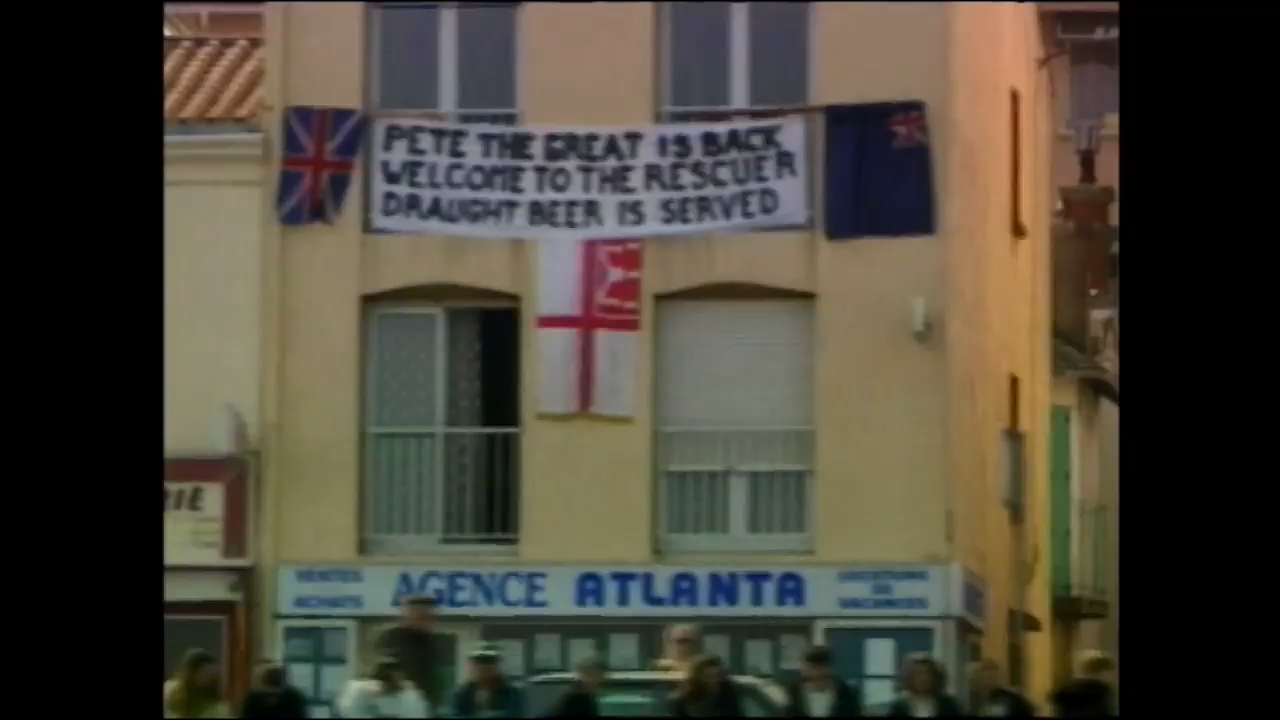 PETE THE GREAT IS BACK
WELCOME TO THE RESCUER
DRAUGHT BEER IS SERVED
RIE
VENTES
ACHATS
AGENCE ATLANTA
LOCATIONS
DE
VACANCES